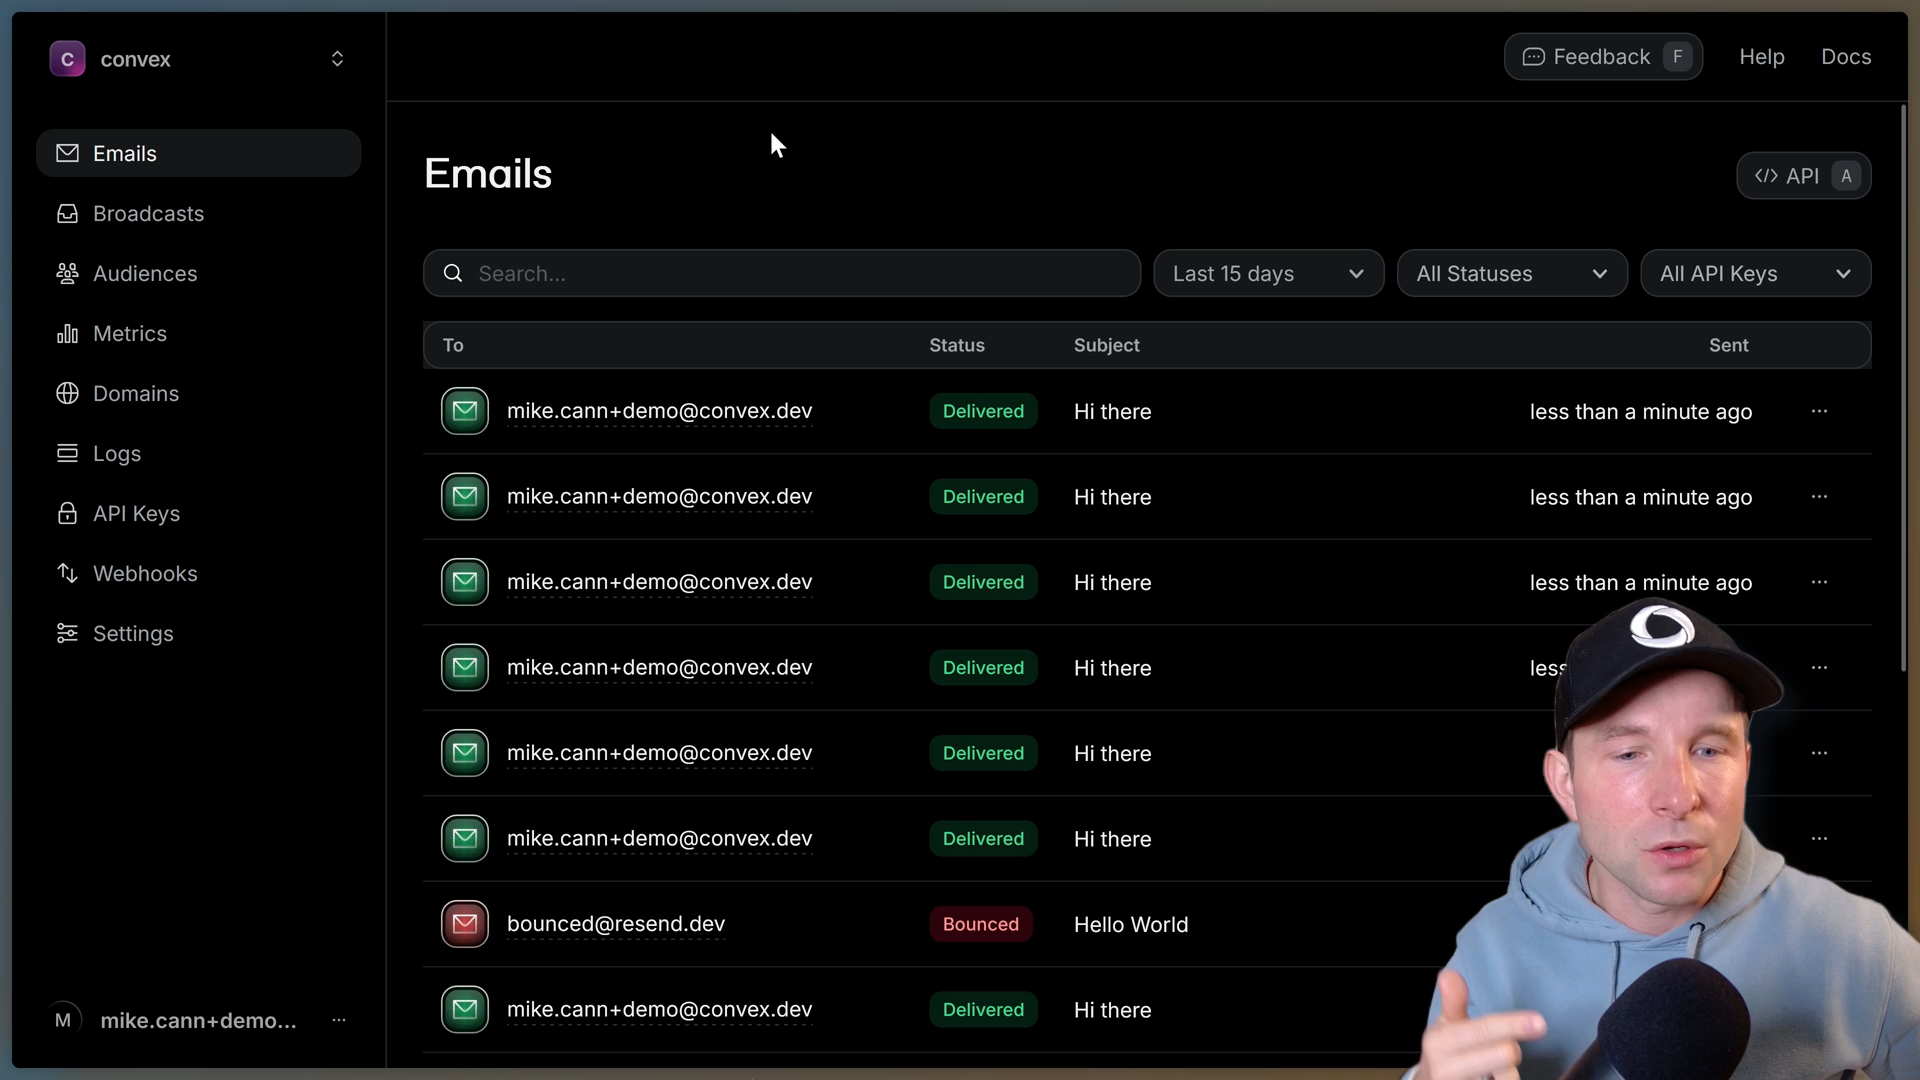 C convex
Feedback F Help Docs
Emails
Broadcasts
Audiences
Metrics
Domains
Logs
API Keys
Webhooks
Settings
M mike.cann+demo... ...
Emails
</> API A
Search...
Last 15 days
All Statuses
All API Keys
To Status Subject Sent
mike.cann+demo@convex.dev Delivered Hi there less than a minute ago ...
mike.cann+demo@convex.dev Delivered Hi there less than a minute ago ...
mike.cann+demo@convex.dev Delivered Hi there less than a minute ago ...
mike.cann+demo@convex.dev Delivered Hi there less ...
mike.cann+demo@convex.dev Delivered Hi there ...
mike.cann+demo@convex.dev Delivered Hi there ...
bounced@resend.dev Bounced Hello World
mike.cann+demo@convex.dev Delivered Hi there